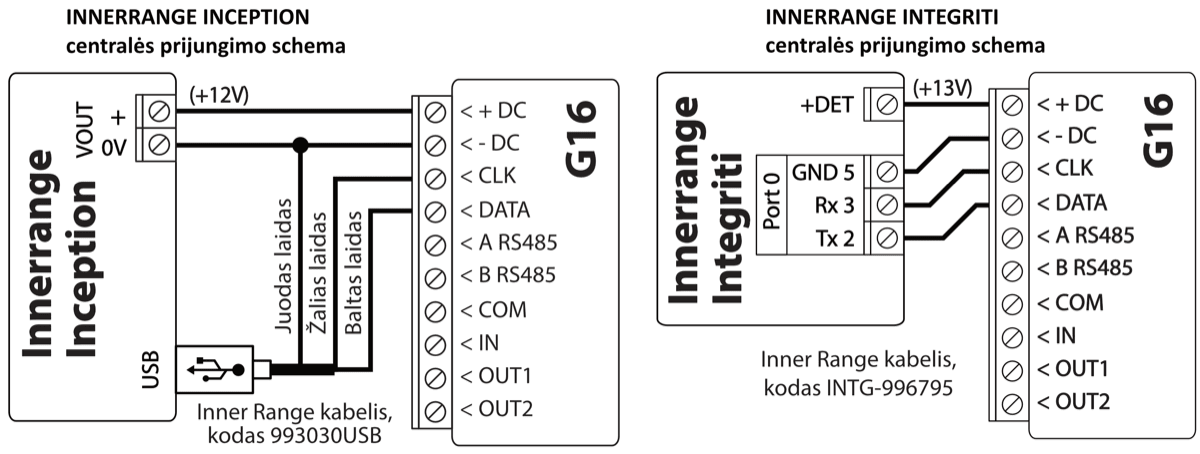 INNERRANGE INCEPTION
centralės prijungimo schema
Innerrange
Inception
VOUT
+
0V
(+12V)
USB
Juodas laidas
Žalias laidas
Baltas laidas
Inner Range kabelis,
kodas 993030USB
G16
< + DC
< - DC
< CLK
< DATA
< A RS485
< B RS485
< COM
< IN
< OUT1
< OUT2
INNERRANGE INTEGRITI
centralės prijungimo schema
Innerrange
Integriti
+DET
(+13V)
Port 0
GND 5
Rx 3
Tx 2
Inner Range kabelis,
kodas INTG-996795
G16
< + DC
< - DC
< CLK
< DATA
< A RS485
< B RS485
< COM
< IN
< OUT1
< OUT2